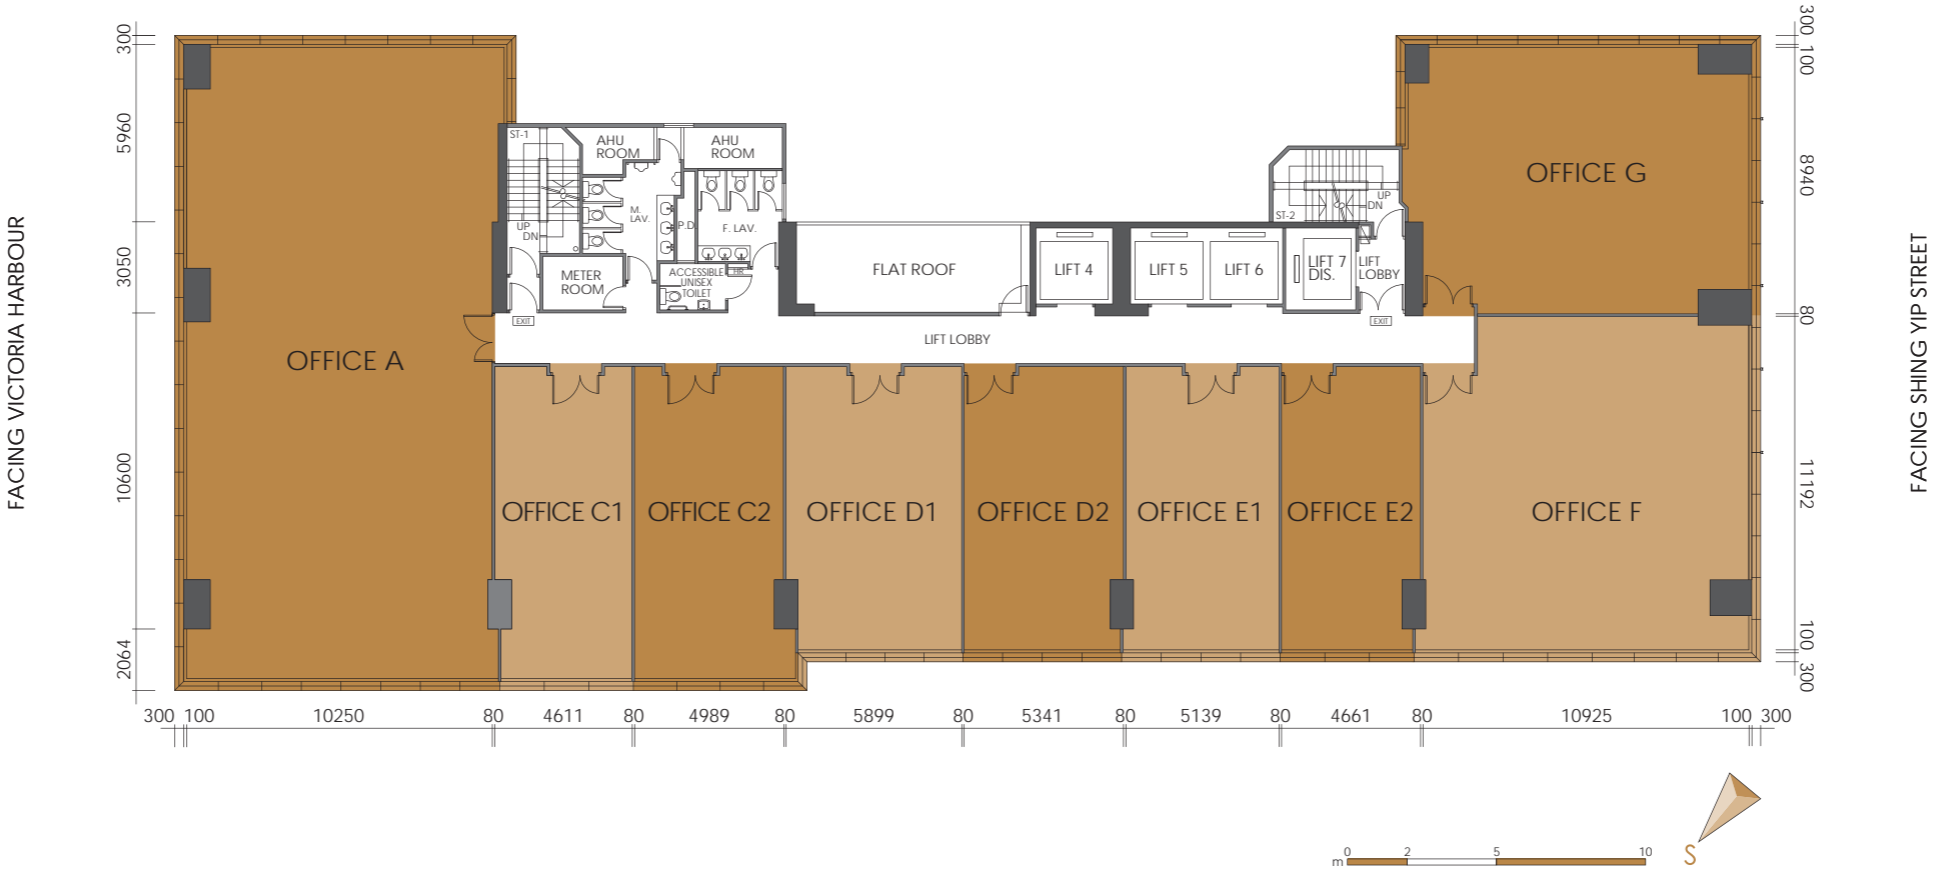 FACING VICTORIA HARBOUR
300
5960
3050
10600
2064
300
100
8940
80
11192
100
300
FACING SHING YIP STREET
ST-1
AHU
ROOM
AHU
ROOM
M.
LAV.
P.D.
F. LAV.
UP
DN
METER
ROOM
ACCESSIBLE
UNISEX
TOILET
HR
EXIT
FLAT ROOF
LIFT 4
LIFT 5
LIFT 6
LIFT 7
DIS.
LIFT
LOBBY
ST-2
UP
DN
EXIT
LIFT LOBBY
OFFICE A
OFFICE G
OFFICE C1
OFFICE C2
OFFICE D1
OFFICE D2
OFFICE E1
OFFICE E2
OFFICE F
300 100 10250 80 4611 80 4989 80 5899 80 5341 80 5139 80 4661 80 10925 100 300
S
m 0 2 5 10